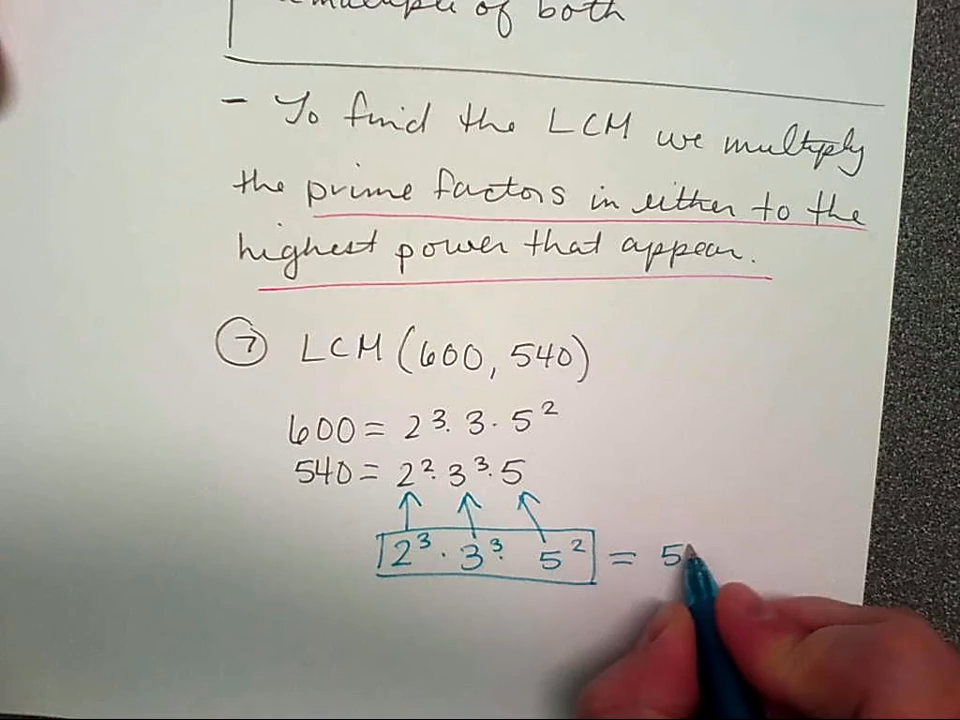 multiple of both
- To find the LCM we multiply
the prime factors in either to the
highest power that appear.
7 LCM (600, 540)
600 = 2³·3·5²
540 = 2²·3³·5
2³·3³· 5² = 5